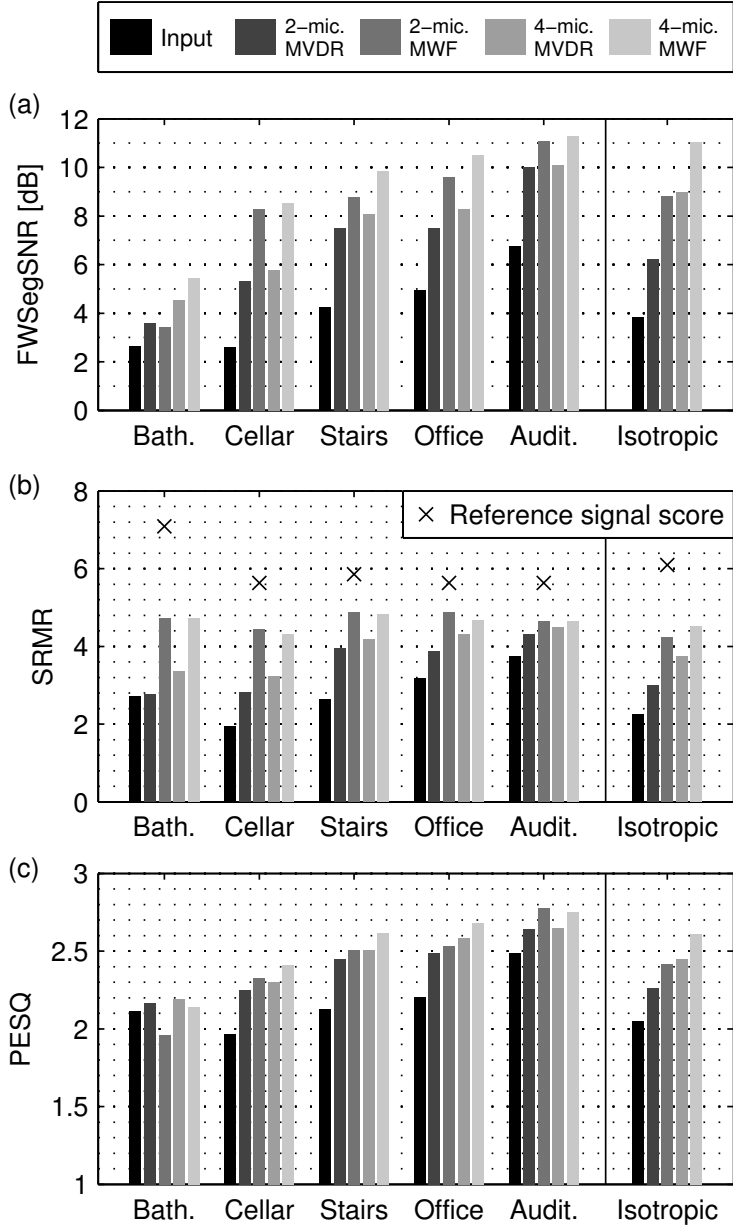 Input 2−mic. MVDR 2−mic. MWF 4−mic. MVDR 4−mic. MWF
(a)
FWSegSNR [dB]
12
10
8
6
4
2
0
Bath. Cellar Stairs Office Audit. Isotropic
(b)
SRMR
8
6
4
2
0
× Reference signal score
Bath. Cellar Stairs Office Audit. Isotropic
(c)
PESQ
3
2.5
2
1.5
1
Bath. Cellar Stairs Office Audit. Isotropic